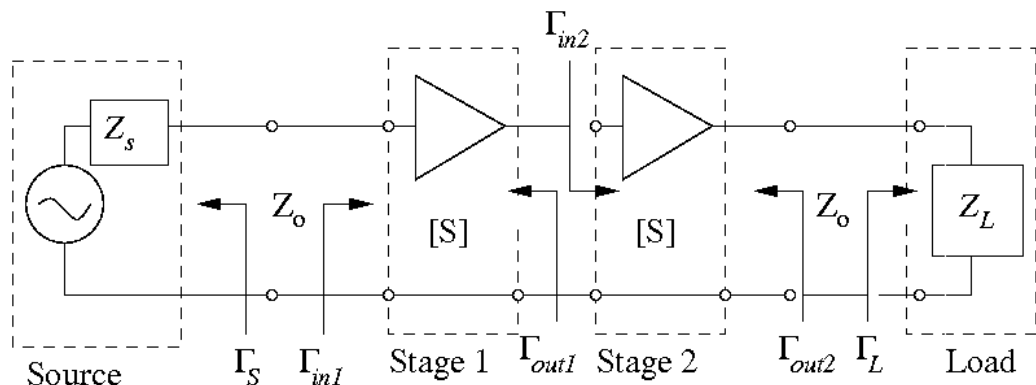 Γin2
Zs
Zo
[S]
[S]
Zo
ZL
Source
ΓS
Γin1
Stage 1
Γout1
Stage 2
Γout2
ΓL
Load